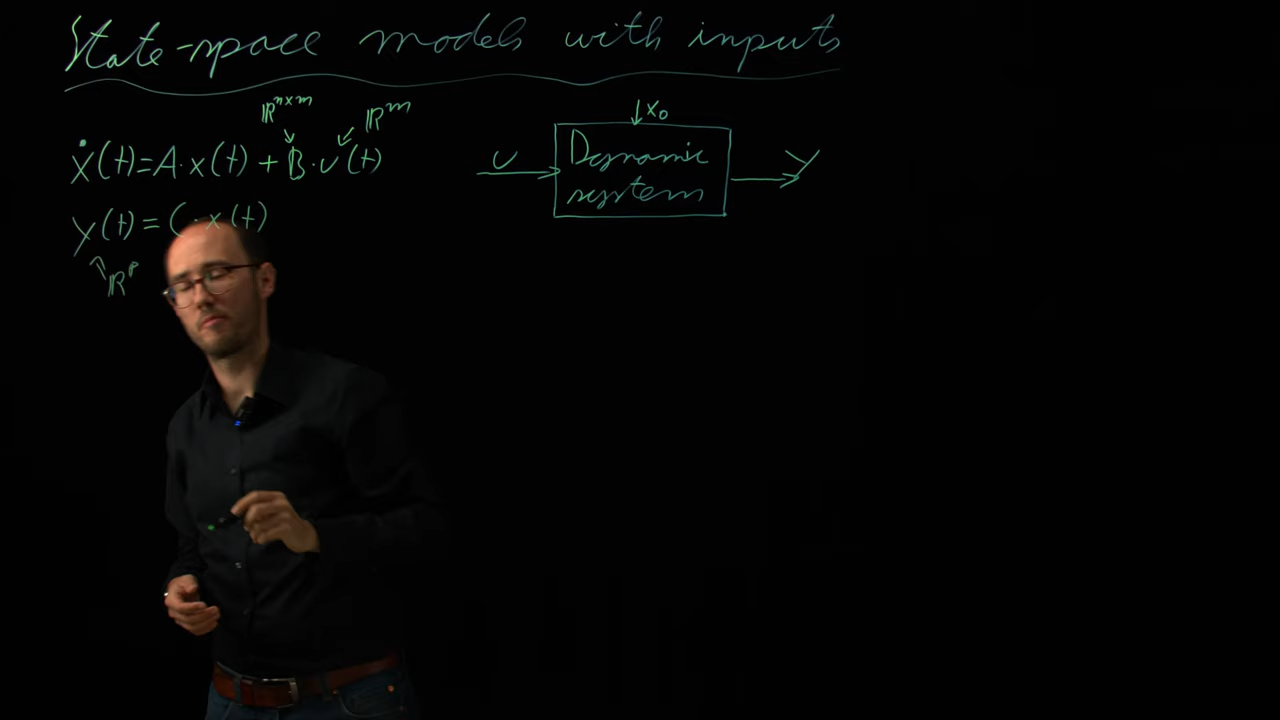 State-space models with inputs
ℝ^{n×m} ℝ^m
ẋ(t)=A·x(t)+B·u(t)
y(t)=C·x(t)
ℝ^p
x₀
u
Dynamic
system
y